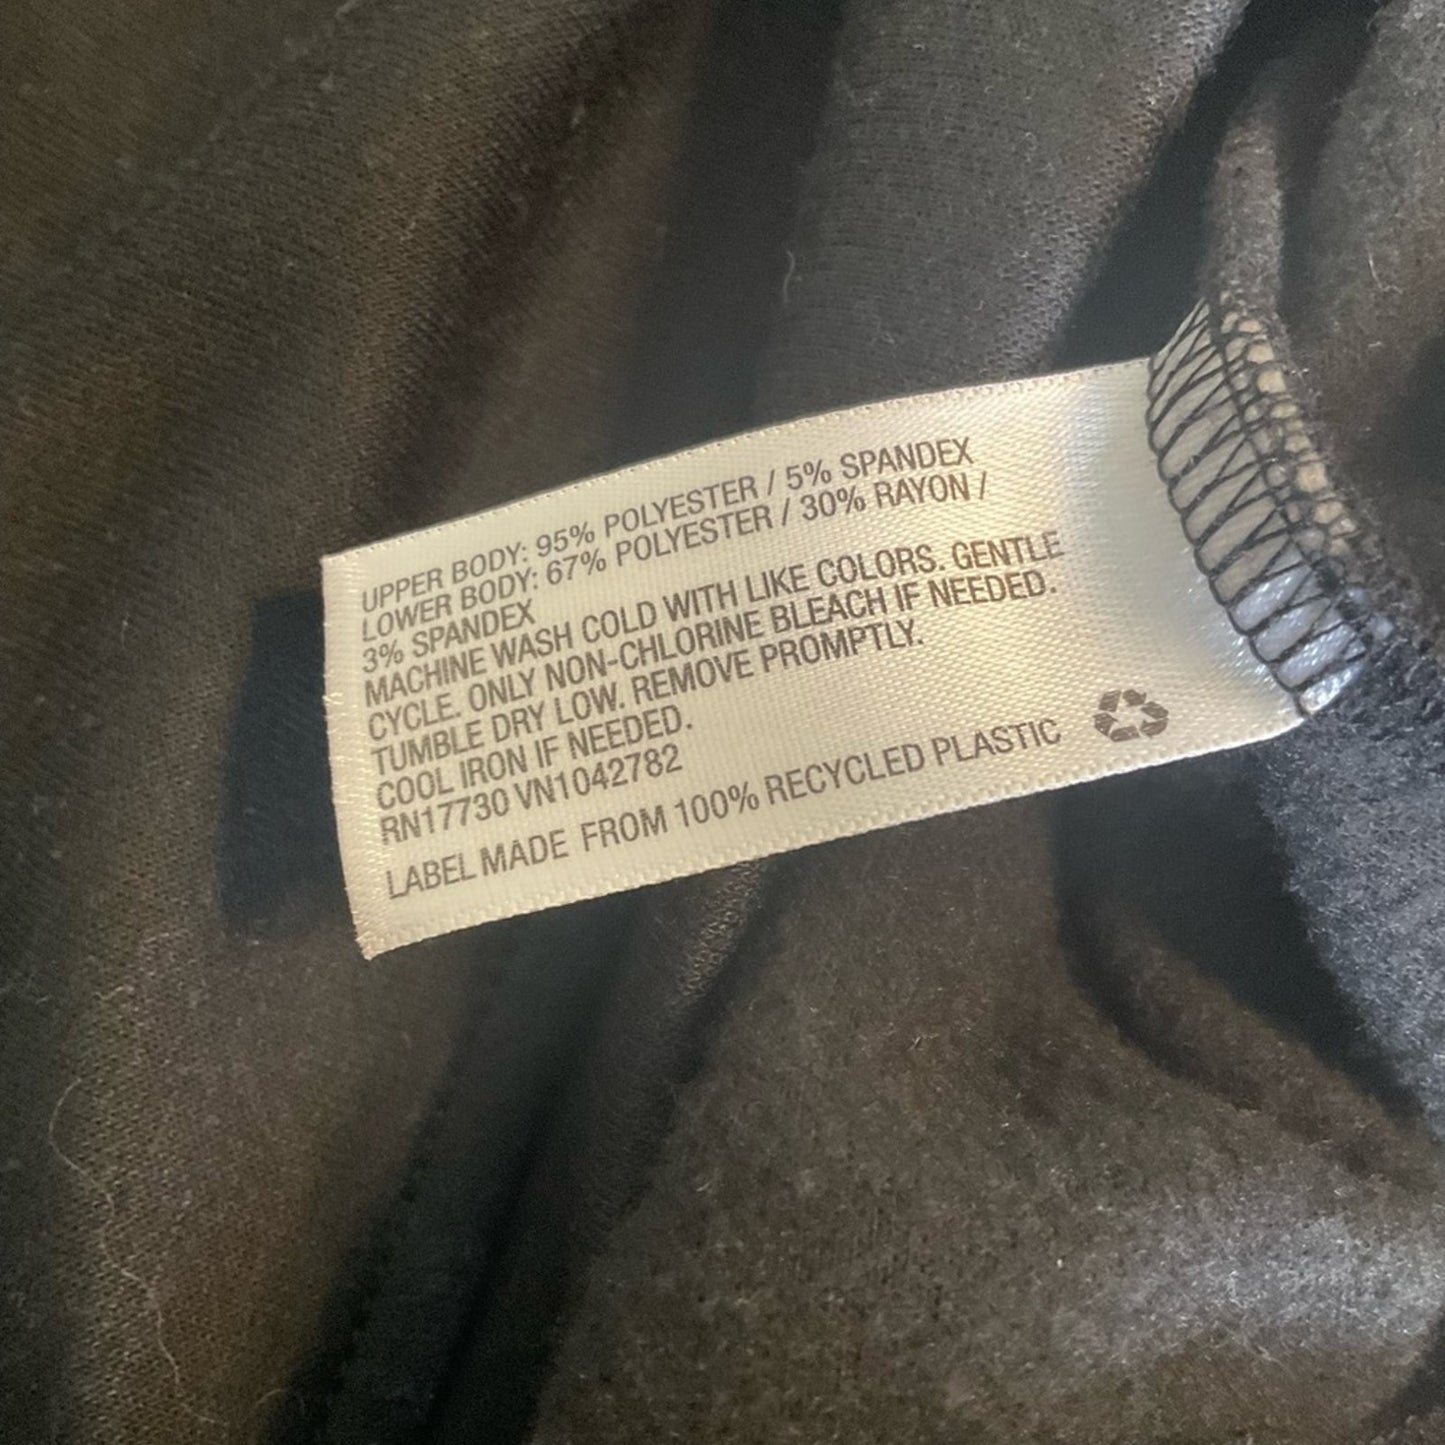 UPPER BODY: 95% POLYESTER / 5% SPANDEX
LOWER BODY: 67% POLYESTER / 30% RAYON /
3% SPANDEX
MACHINE WASH COLD WITH LIKE COLORS. GENTLE
CYCLE. ONLY NON-CHLORINE BLEACH IF NEEDED.
TUMBLE DRY LOW. REMOVE PROMPTLY.
COOL IRON IF NEEDED.
RN17730 VN1042782
LABEL MADE FROM 100% RECYCLED PLASTIC